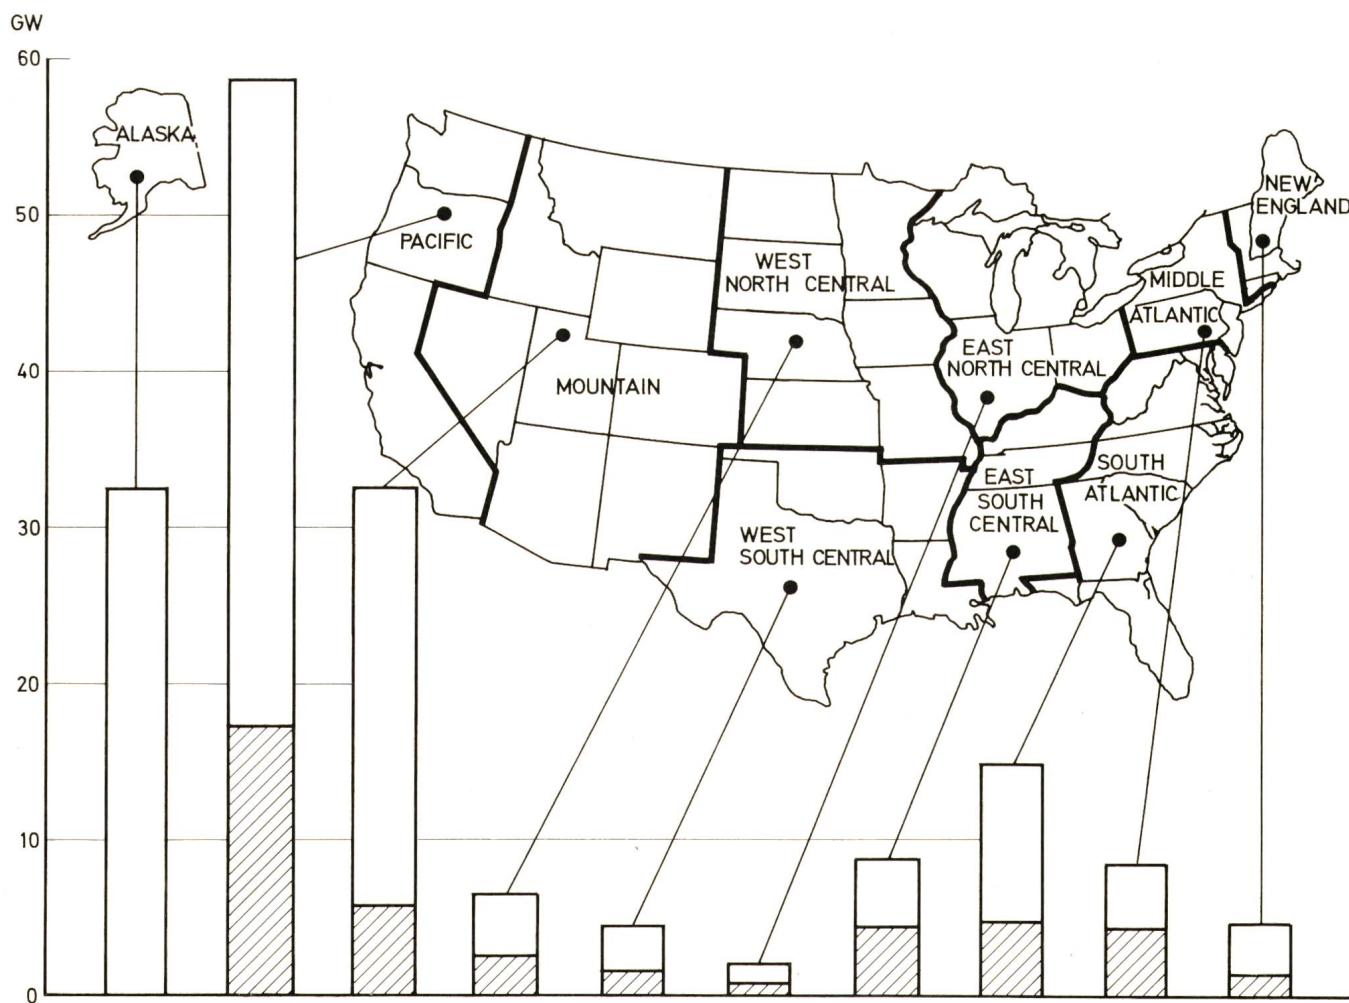 GW
60
50
40
30
20
10
0
ALASKA
PACIFIC
MOUNTAIN
WEST
NORTH CENTRAL
WEST
SOUTH CENTRAL
EAST
NORTH CENTRAL
EAST
SOUTH
CENTRAL
SOUTH
ATLANTIC
MIDDLE
ATLANTIC
NEW
ENGLAND